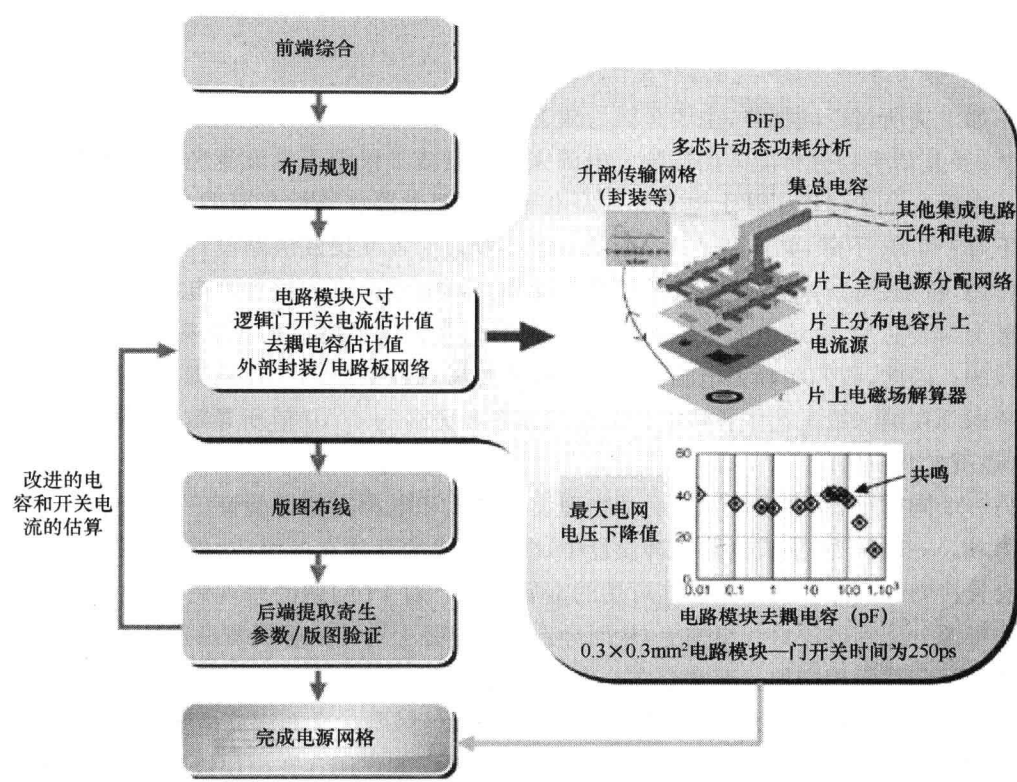 前端综合
布局规划
电路模块尺寸
逻辑门开关电流估计值
去耦电容估计值
外部封装/电路板网络
改进的电
容和开关电
流的估算
版图布线
后端提取寄生
参数/版图验证
完成电源网格
PiFp
多芯片动态功耗分析
升部传输网格
(封装等)
集总电容
其他集成电路
元件和电源
片上全局电源分配网络
片上分布电容片上
电流源
片上电磁场解算器
最大电网
电压下降值
60
40
20
0
0.01 0.1 1 10 100 1.10³
共鸣
电路模块去耦电容（pF）
0.3×0.3mm²电路模块—门开关时间为250ps